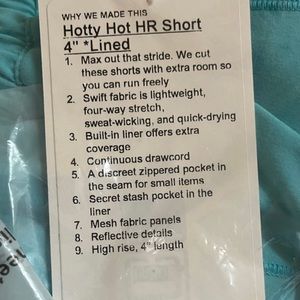 WHY WE MADE THIS
Hotty Hot HR Short
4" *Lined
1. Max out that stride. We cut
these shorts with extra room so
you can run freely
2. Swift fabric is lightweight,
four-way stretch,
sweat-wicking, and quick-drying
3. Built-in liner offers extra
coverage
4. Continuous drawcord
5. A discreet zippered pocket in
the seam for small items
6. Secret stash pocket in the
liner
7. Mesh fabric panels
8. Reflective details
9. High rise, 4" length